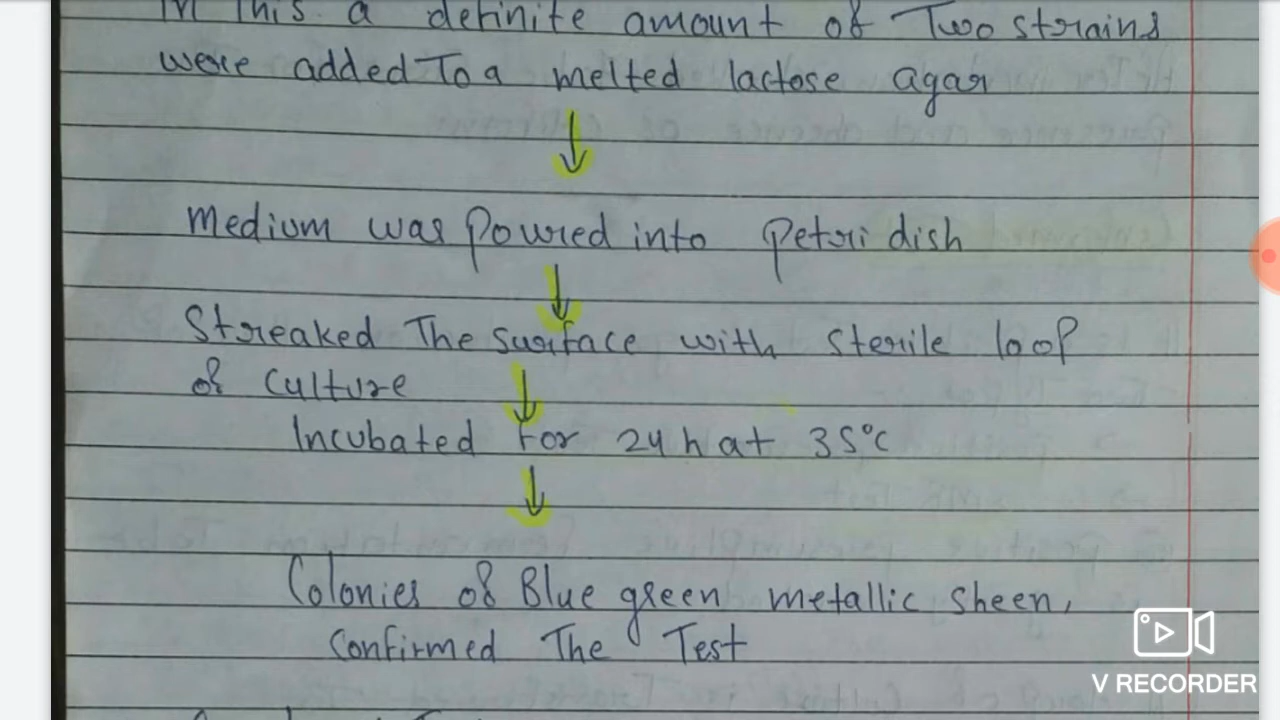 In This a definite amount of Two strains
were added To a melted lactose agar
Medium was Poured into Petri dish
Streaked The surface with sterile loop
of culture
Incubated For 24 h at 35°C
Colonies of Blue green metallic sheen,
confirmed The Test
V RECORDER